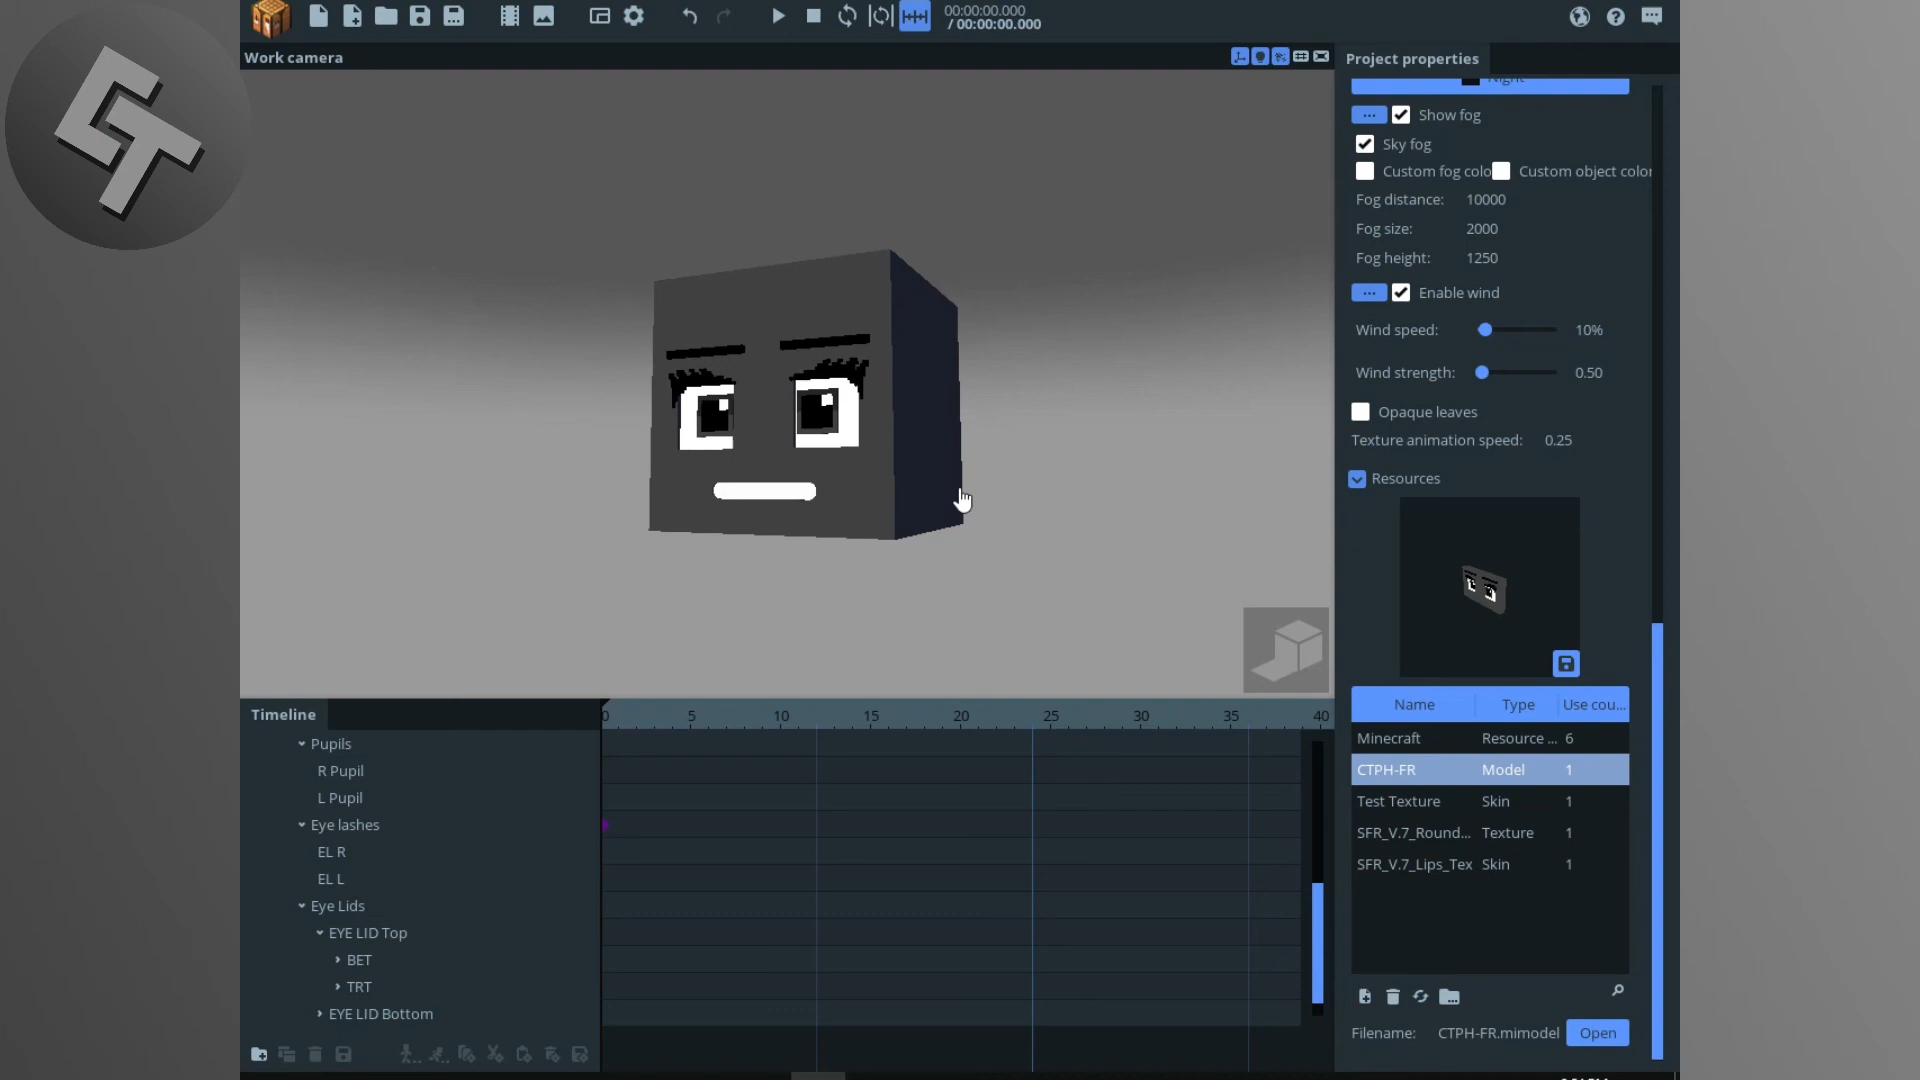 00:00:00.000
/ 00:00:00.000
Work camera
Project properties
Night
Show fog
Sky fog
Custom fog colo
Custom object color
Fog distance: 10000
Fog size: 2000
Fog height: 1250
Enable wind
Wind speed: 10%
Wind strength: 0.50
Opaque leaves
Texture animation speed: 0.25
Resources
Name Type Use cou...
Minecraft Resource ... 6
CTPH-FR Model 1
Test Texture Skin 1
SFR_V.7_Round... Texture 1
SFR_V.7_Lips_Tex Skin 1
Filename: CTPH-FR.mimodel Open
Timeline
0 5 10 15 20 25 30 35 40
Pupils
R Pupil
L Pupil
Eye lashes
EL R
EL L
Eye Lids
EYE LID Top
BET
TRT
EYE LID Bottom
CT